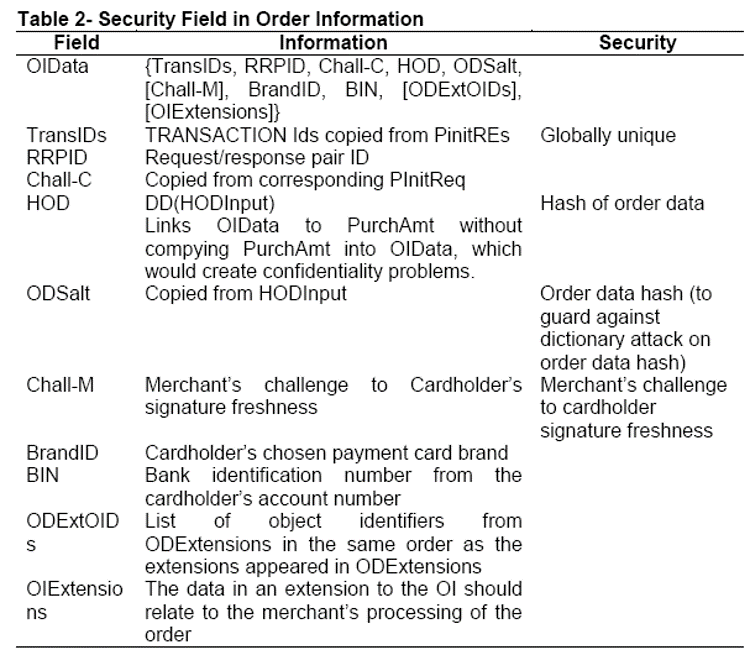 Table 2- Security Field in Order Information
Field Information Security
OIData {TransIDs, RRPID, Chall-C, HOD, ODSalt,
[Chall-M], BrandID, BIN, [ODExtOIDs],
[OIExtensions]}
TransIDs TRANSACTION Ids copied from PinitREs Globally unique
RRPID Request/response pair ID
Chall-C Copied from corresponding PInitReq
HOD DD(HODInput) Hash of order data
Links OIData to PurchAmt without
compying PurchAmt into OIData, which
would create confidentiality problems.
ODSalt Copied from HODInput Order data hash (to
guard against
dictionary attack on
order data hash)
Chall-M Merchant's challenge to Cardholder's Merchant's challenge
signature freshness to cardholder
signature freshness
BrandID Cardholder's chosen payment card brand
BIN Bank identification number from the
cardholder's account number
ODExtOID List of object identifiers from
s ODExtensions in the same order as the
extensions appeared in ODExtensions
OIExtensio The data in an extension to the OI should
ns relate to the merchant's processing of the
order